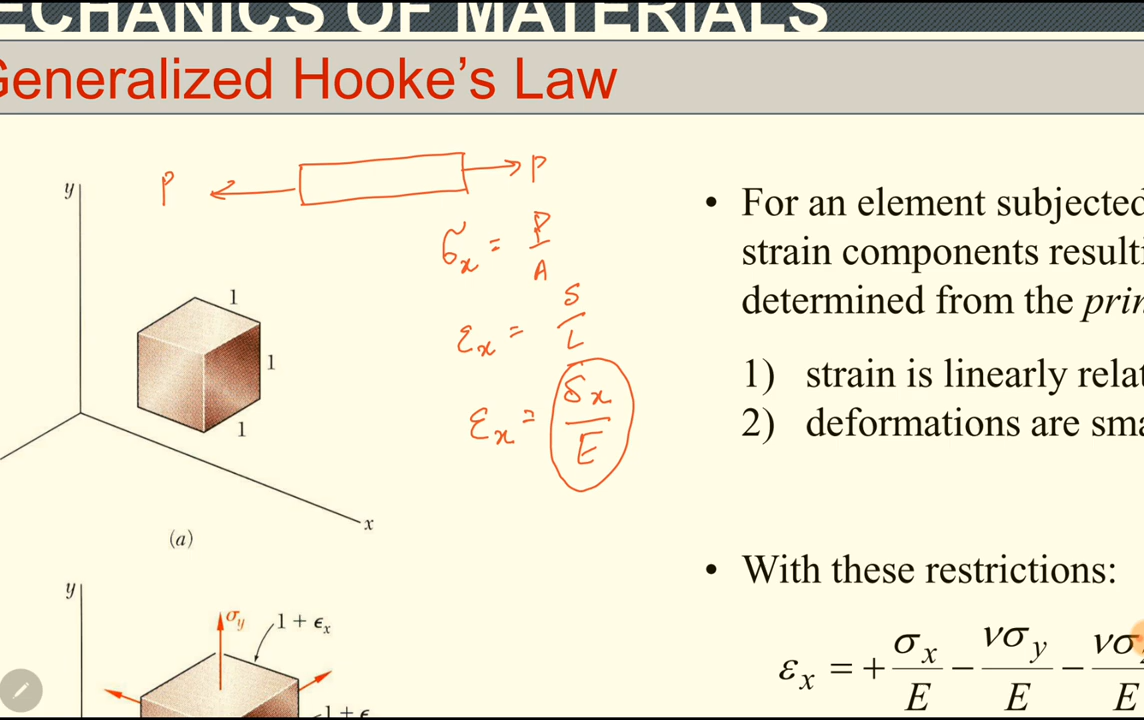 ECHANICS OF MATERIALS
Generalized Hooke's Law
P P
σx = P/A
εx = δ/L
εx = σx/E
y
1
1
1
x
(a)
y
σy
1 + ϵx
1 + ϵ
• For an element subjected
strain components resulti
determined from the prin
1) strain is linearly relat
2) deformations are sma
• With these restrictions:
εx = + σx/E − νσy/E − νσ/E